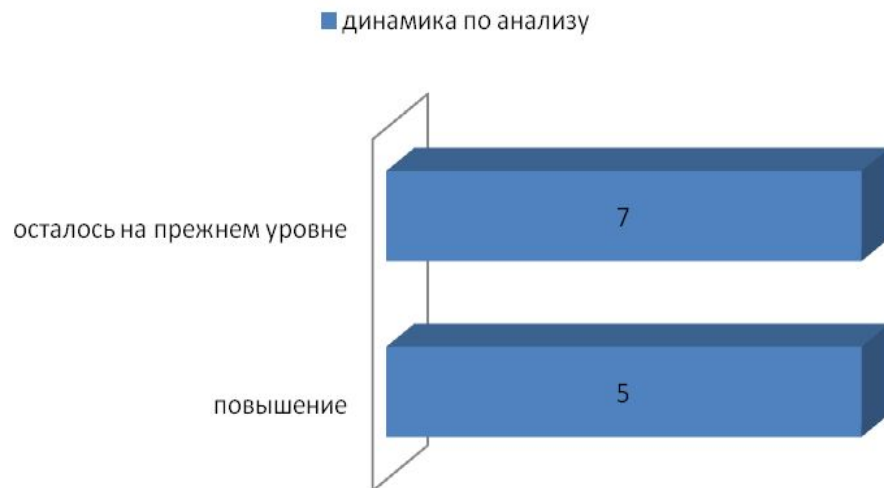 динамика по анализу
осталось на прежнем уровне
7
повышение
5